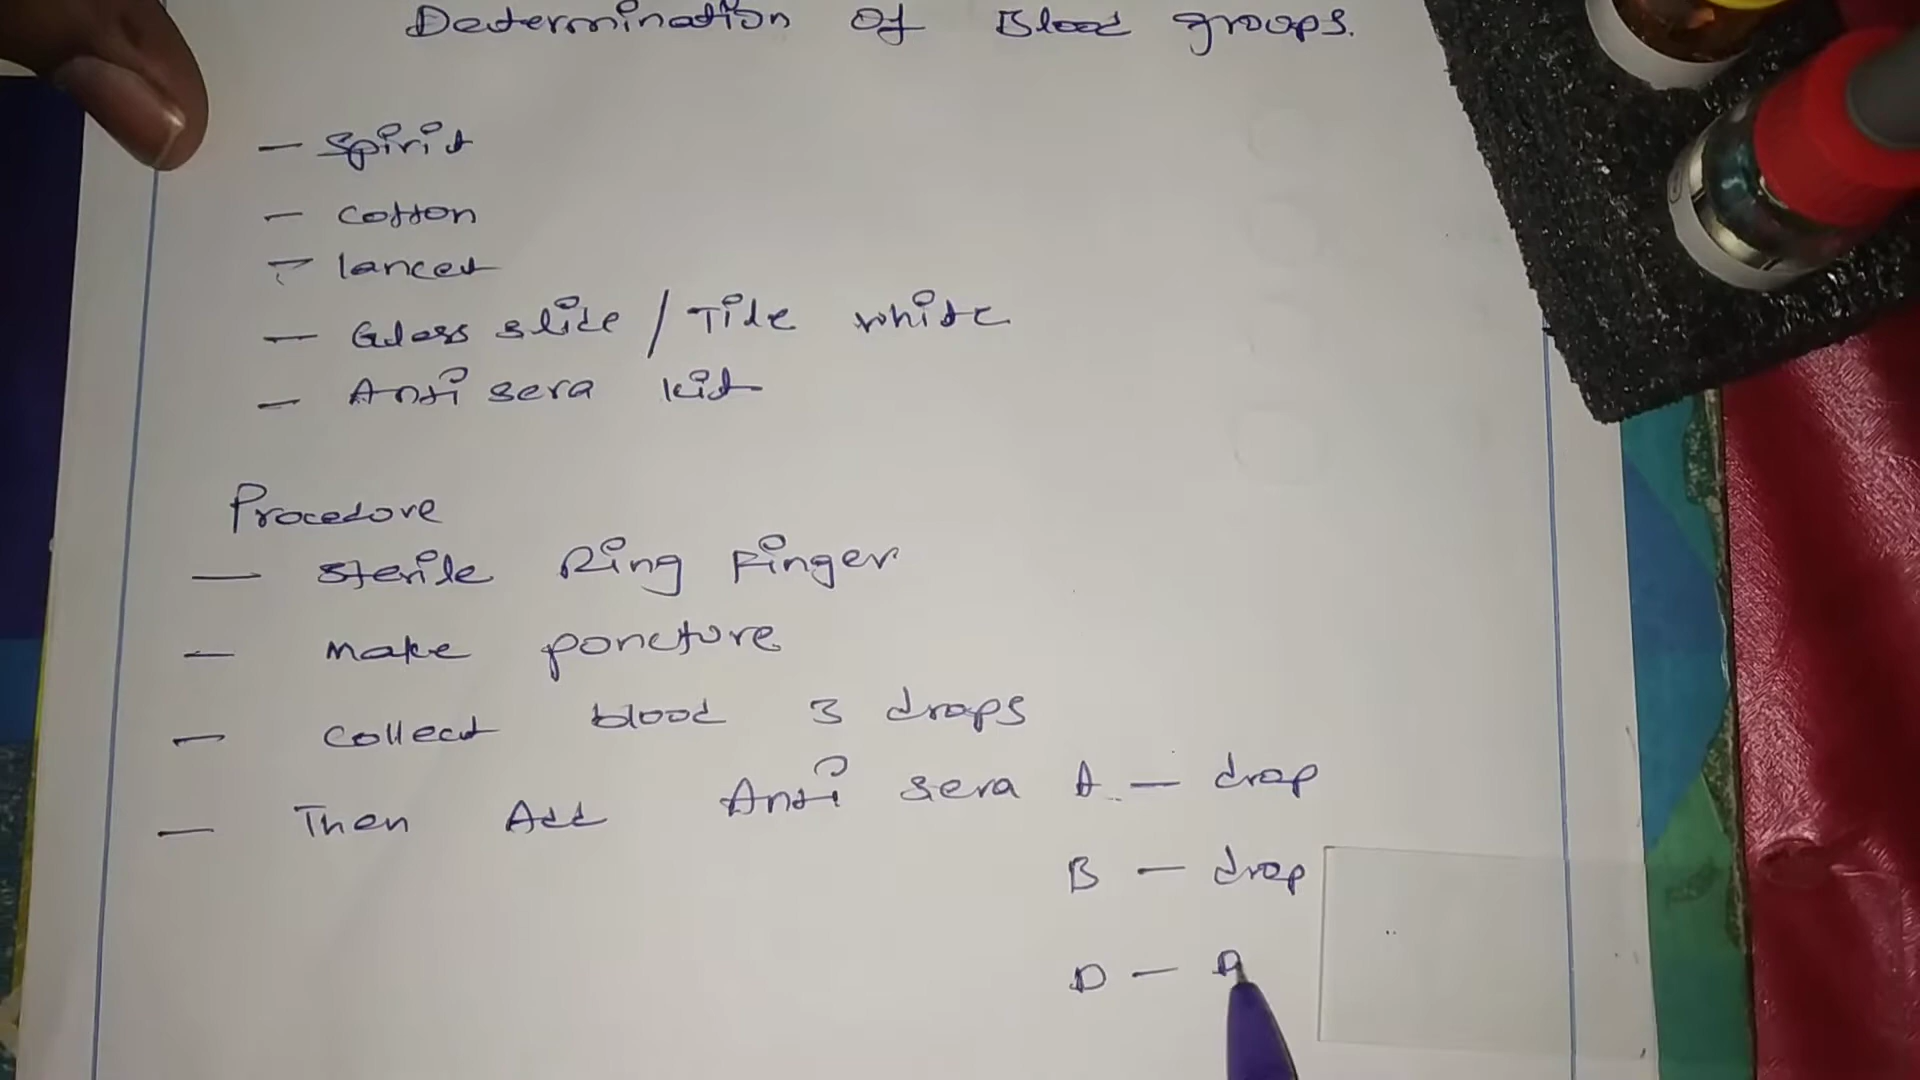 Determination Of Blood groups.
- Spirit
- cotton
- lancet
- Glass slide / Tile white
- Anti sera kit
Procedure
- Sterile Ring Finger
- make poncture
- collect blood 3 drops
- Then Add Anti sera A - drop
B - drop
D - D